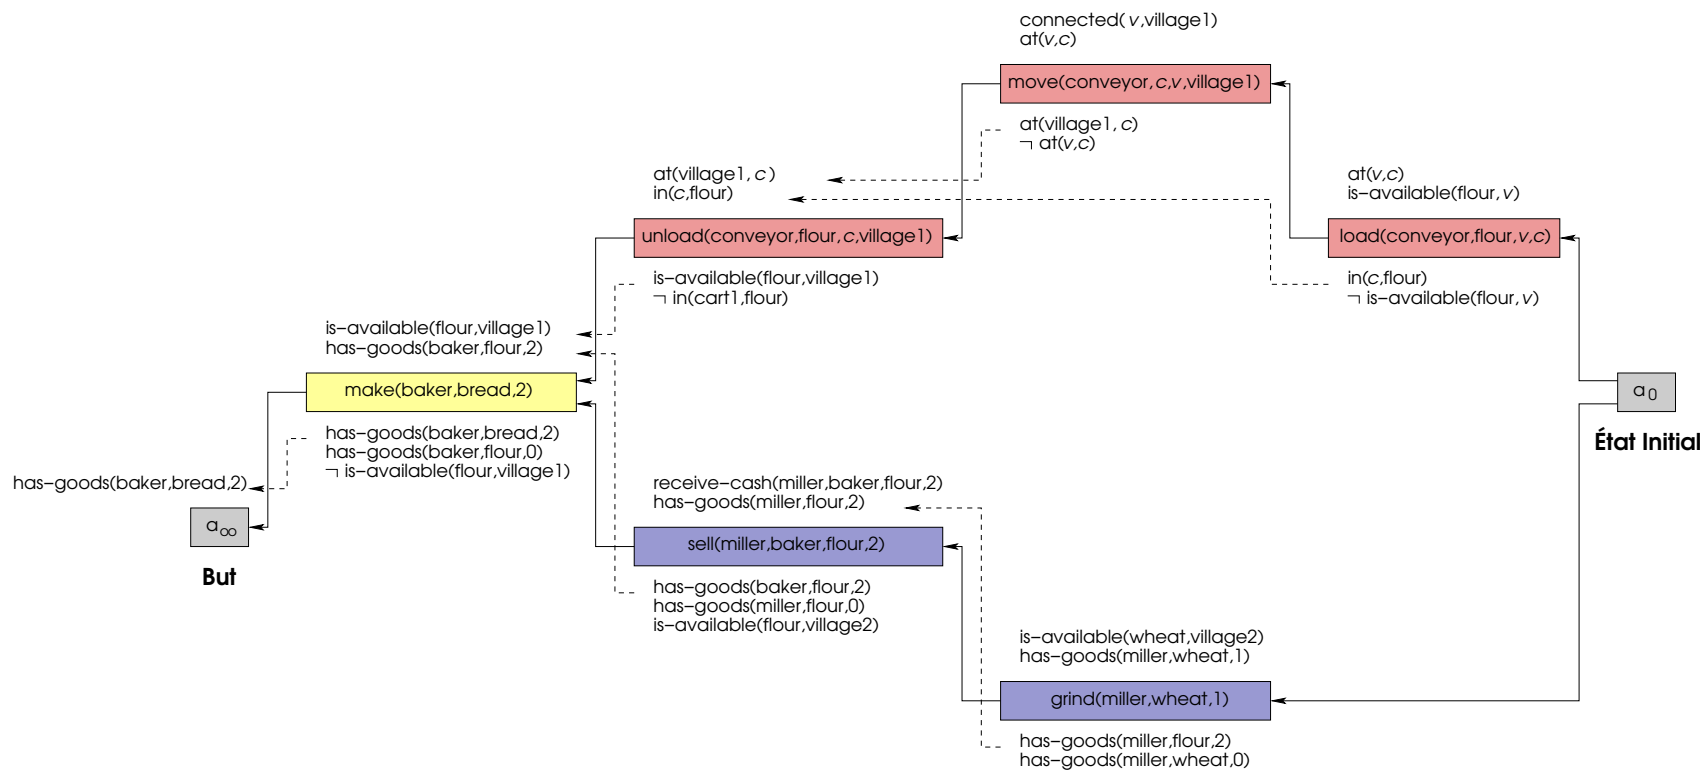 connected(v,village1)
at(v,c)
move(conveyor,c,v,village1)
at(village1,c)
¬ at(v,c)
at(village1,c)
in(c,flour)
unload(conveyor,flour,c,village1)
is–available(flour,village1)
¬ in(cart1,flour)
at(v,c)
is–available(flour,v)
load(conveyor,flour,v,c)
in(c,flour)
¬ is–available(flour,v)
is–available(flour,village1)
has–goods(baker,flour,2)
make(baker,bread,2)
has–goods(baker,bread,2)
has–goods(baker,flour,0)
¬ is–available(flour,village1)
a0
État Initial
has–goods(baker,bread,2)
a∞
But
receive–cash(miller,baker,flour,2)
has–goods(miller,flour,2)
sell(miller,baker,flour,2)
has–goods(baker,flour,2)
has–goods(miller,flour,0)
is–available(flour,village2)
is–available(wheat,village2)
has–goods(miller,wheat,1)
grind(miller,wheat,1)
has–goods(miller,flour,2)
has–goods(miller,wheat,0)